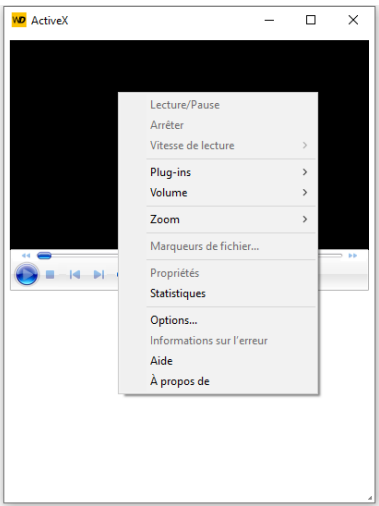 WD ActiveX
Lecture/Pause
Arrêter
Vitesse de lecture
Plug-ins
Volume
Zoom
Marqueurs de fichier...
Propriétés
Statistiques
Options...
Informations sur l'erreur
Aide
À propos de